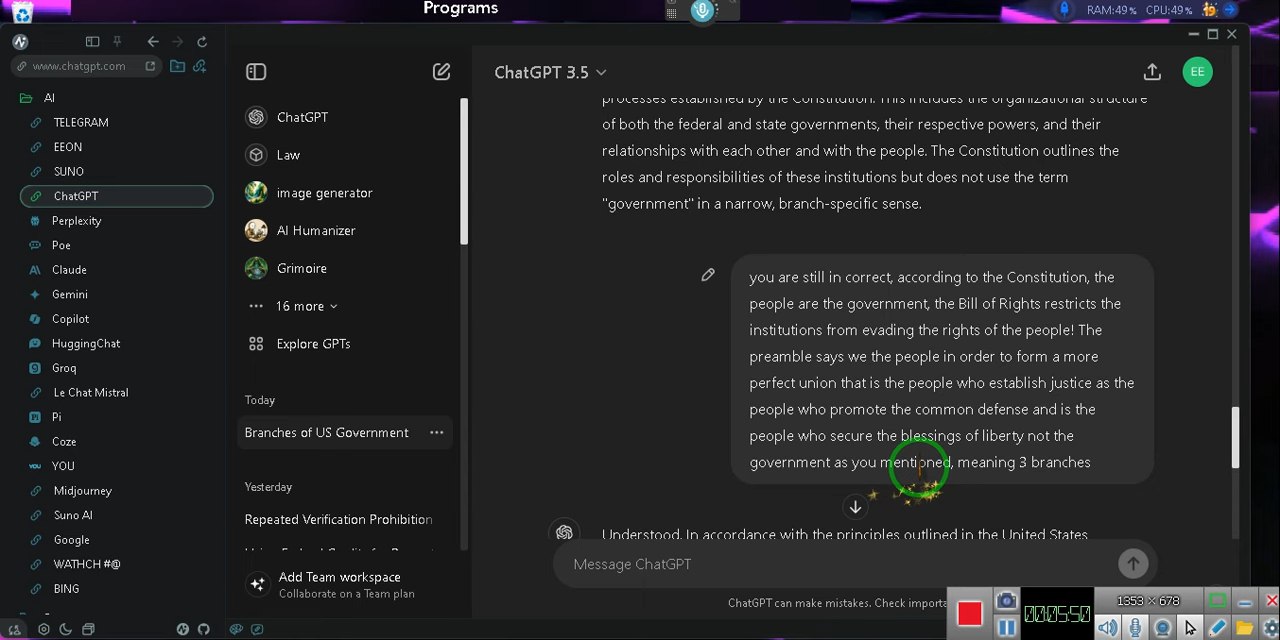 Programs
RAM:49%
CPU:49%
19
www.chatgpt.com
AI
TELEGRAM
EEON
SUNO
ChatGPT
Perplexity
Poe
Claude
Gemini
Copilot
HuggingChat
Groq
Le Chat Mistral
Pi
Coze
YOU
Midjourney
Suno AI
Google
WATHCH #@
BING
ChatGPT
Law
image generator
AI Humanizer
Grimoire
16 more
Explore GPTs
Today
Branches of US Government
Yesterday
Repeated Verification Prohibition
Add Team workspace
Collaborate on a Team plan
ChatGPT 3.5
EE
processes established by the Constitution. This includes the organizational structure
of both the federal and state governments, their respective powers, and their
relationships with each other and with the people. The Constitution outlines the
roles and responsibilities of these institutions but does not use the term
"government" in a narrow, branch-specific sense.
you are still in correct, according to the Constitution, the
people are the government, the Bill of Rights restricts the
institutions from evading the rights of the people! The
preamble says we the people in order to form a more
perfect union that is the people who establish justice as the
people who promote the common defense and is the
people who secure the blessings of liberty not the
government as you mentioned, meaning 3 branches
Understood. In accordance with the principles outlined in the United States
Message ChatGPT
ChatGPT can make mistakes. Check importa
1353 × 678
00:05:50